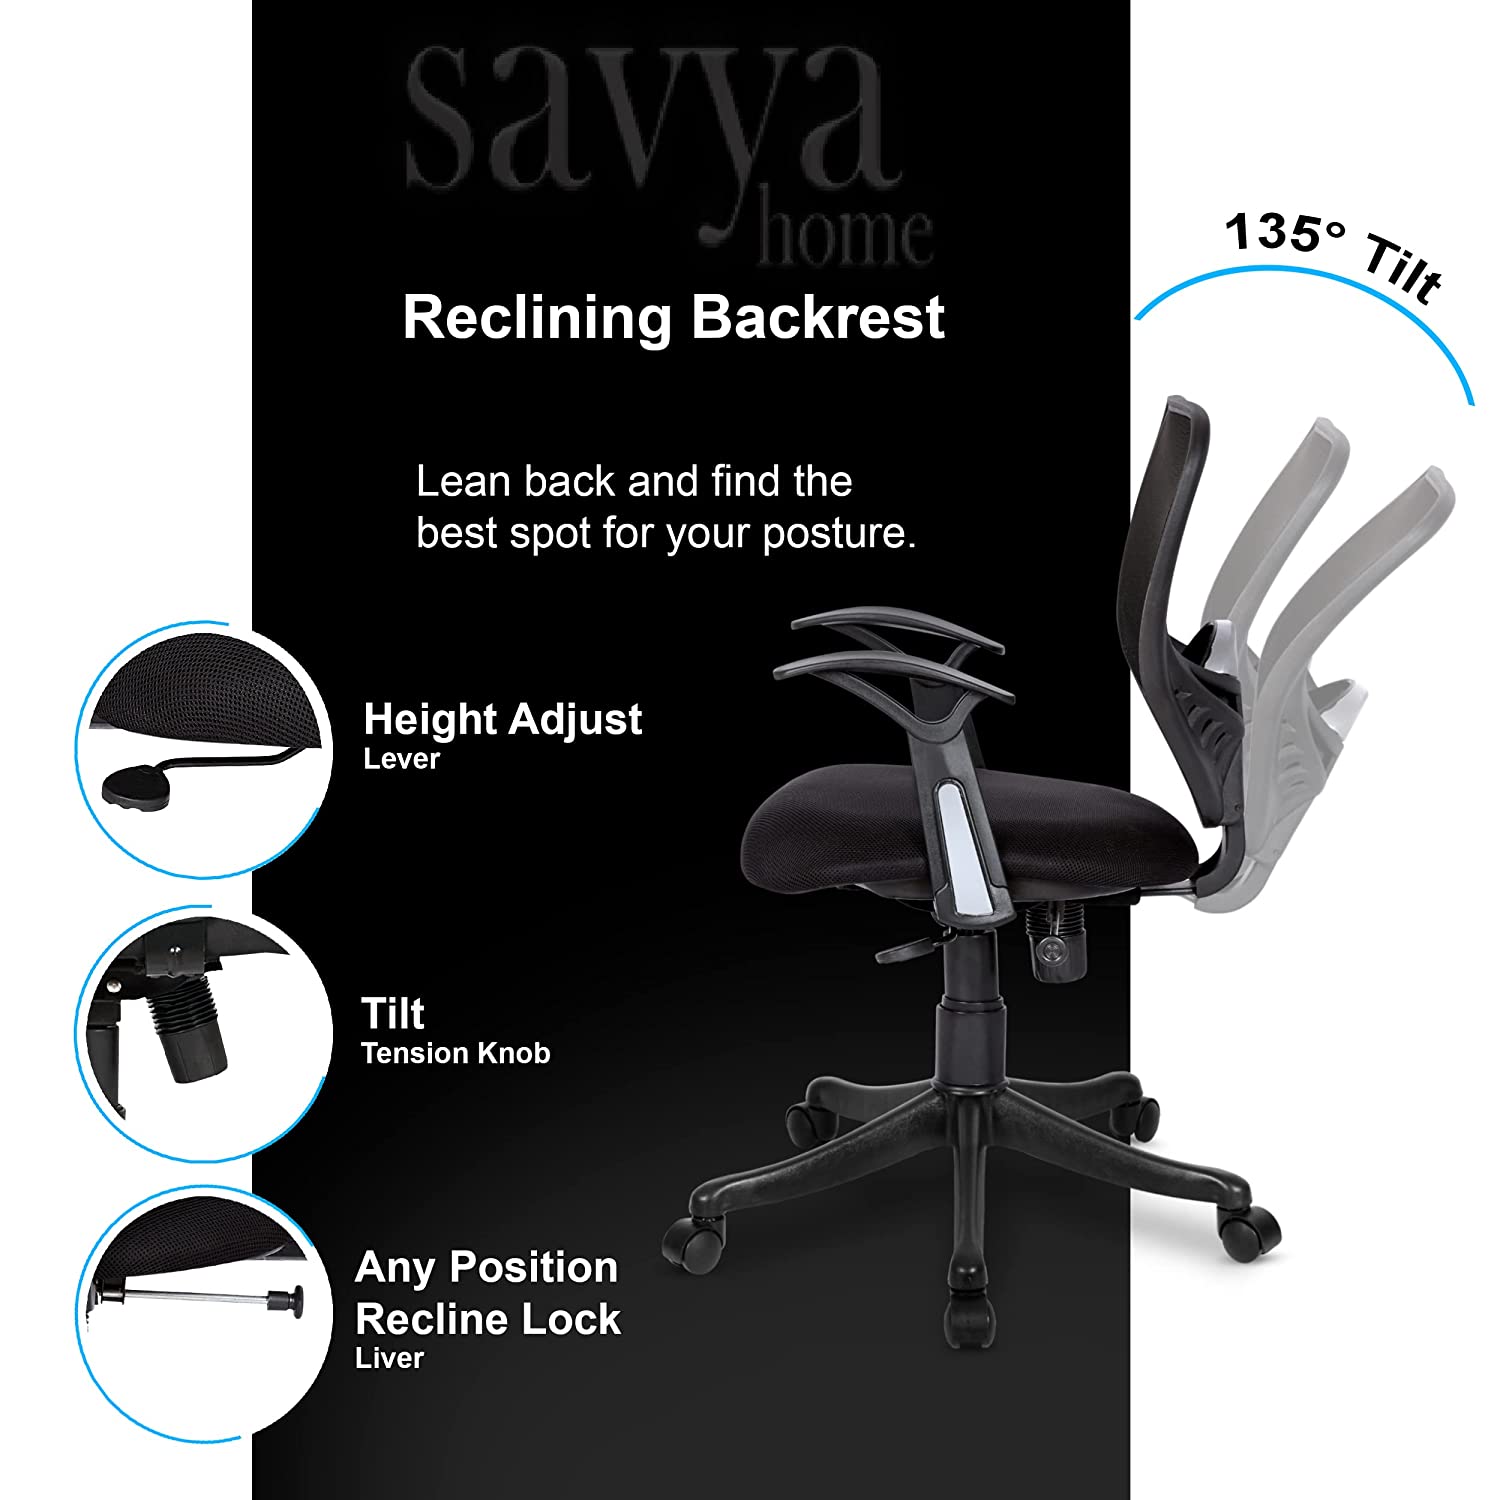 savya
home
Reclining Backrest
135° Tilt
Lean back and find the
best spot for your posture.
Height Adjust
Lever
Tilt
Tension Knob
Any Position
Recline Lock
Liver